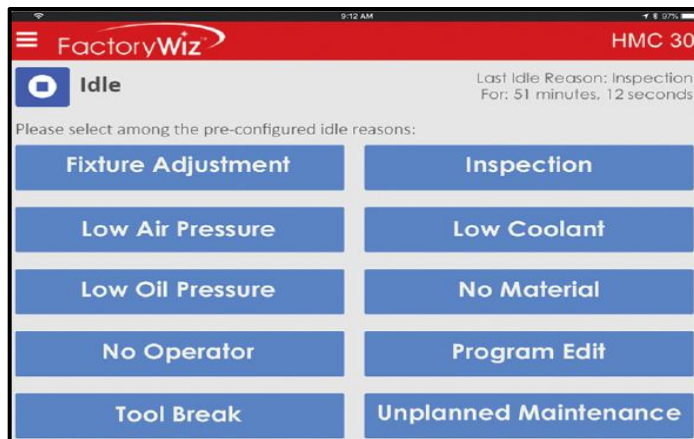 9:12 AM
97%
FactoryWiz™
HMC 30
Idle
Last Idle Reason: Inspection
For: 51 minutes, 12 seconds
Please select among the pre-configured idle reasons:
Fixture Adjustment
Inspection
Low Air Pressure
Low Coolant
Low Oil Pressure
No Material
No Operator
Program Edit
Tool Break
Unplanned Maintenance